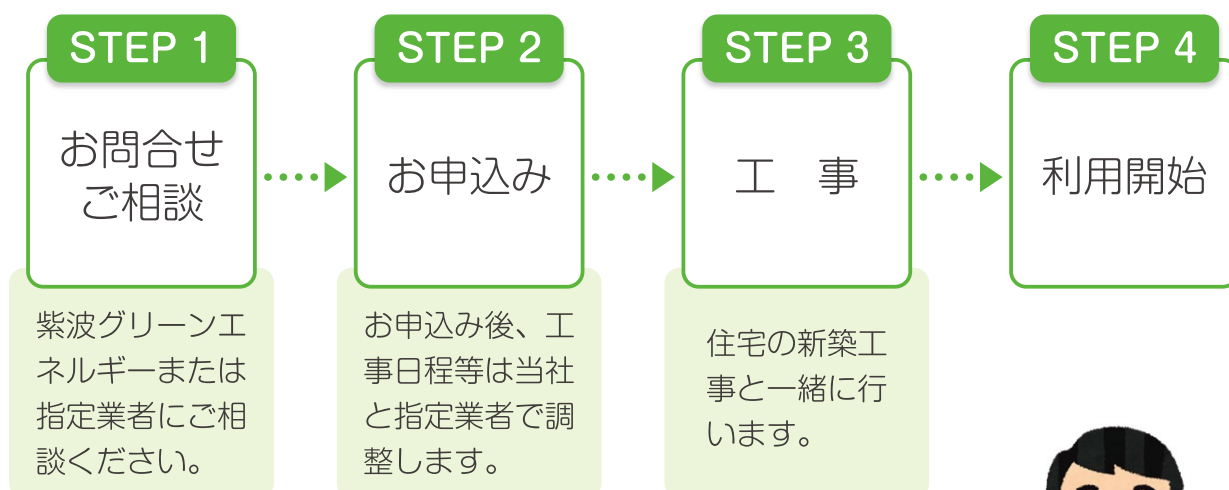 STEP 1
お問合せ
ご相談
紫波グリーンエ
ネルギーまたは
指定業者にご相
談ください。
STEP 2
お申込み
お申込み後、工
事日程等は当社
と指定業者で調
整します。
STEP 3
工　事
住宅の新築工
事と一緒に行
います。
STEP 4
利用開始